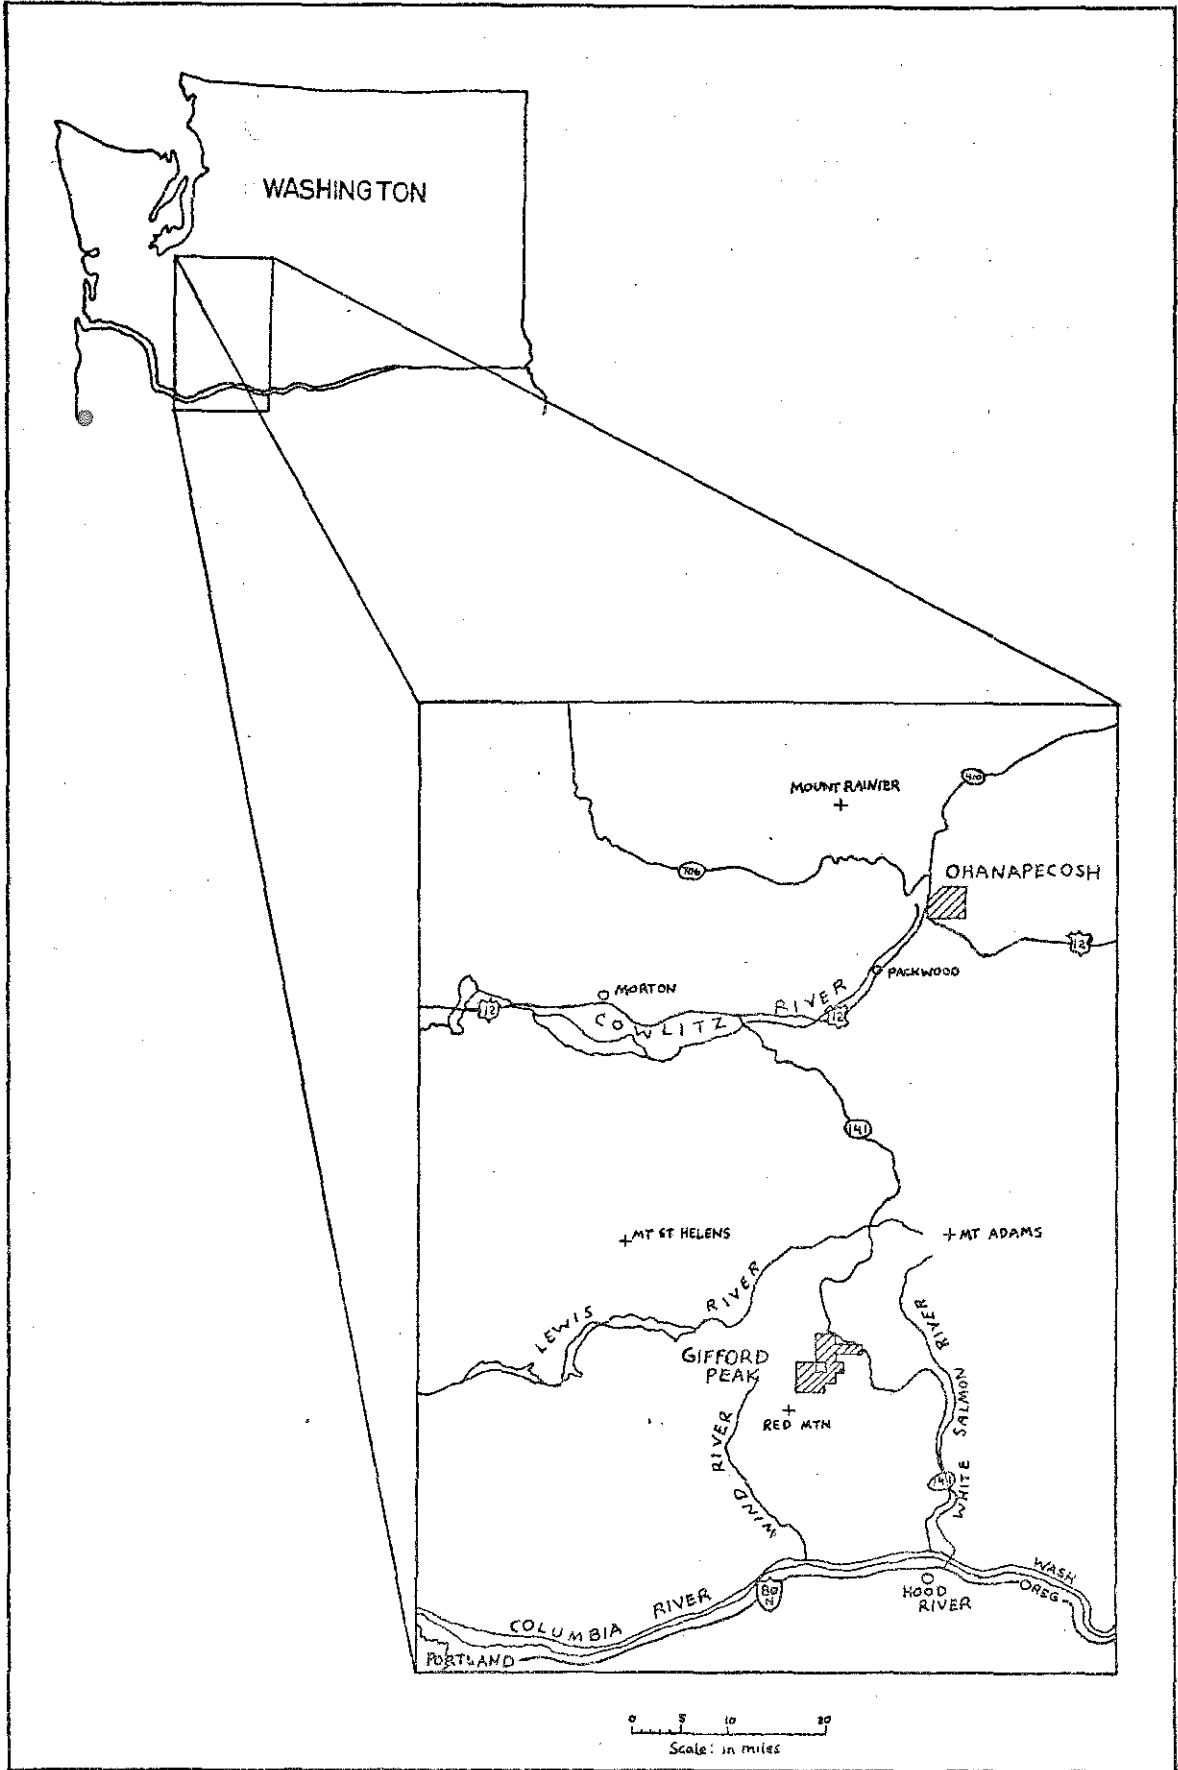 WASHINGTON
MOUNT RAINIER
410
706
OHANAPECOSH
12
PACKWOOD
MORTON
12
COWLITZ RIVER
12
141
MT ST HELENS
MT ADAMS
LEWIS RIVER
RIVER
GIFFORD
PEAK
RED MTN
WIND RIVER
WHITE SALMON
141
WASH
OREG
HOOD
RIVER
80
N
COLUMBIA RIVER
PORTLAND
0 5 10 20
Scale: in miles